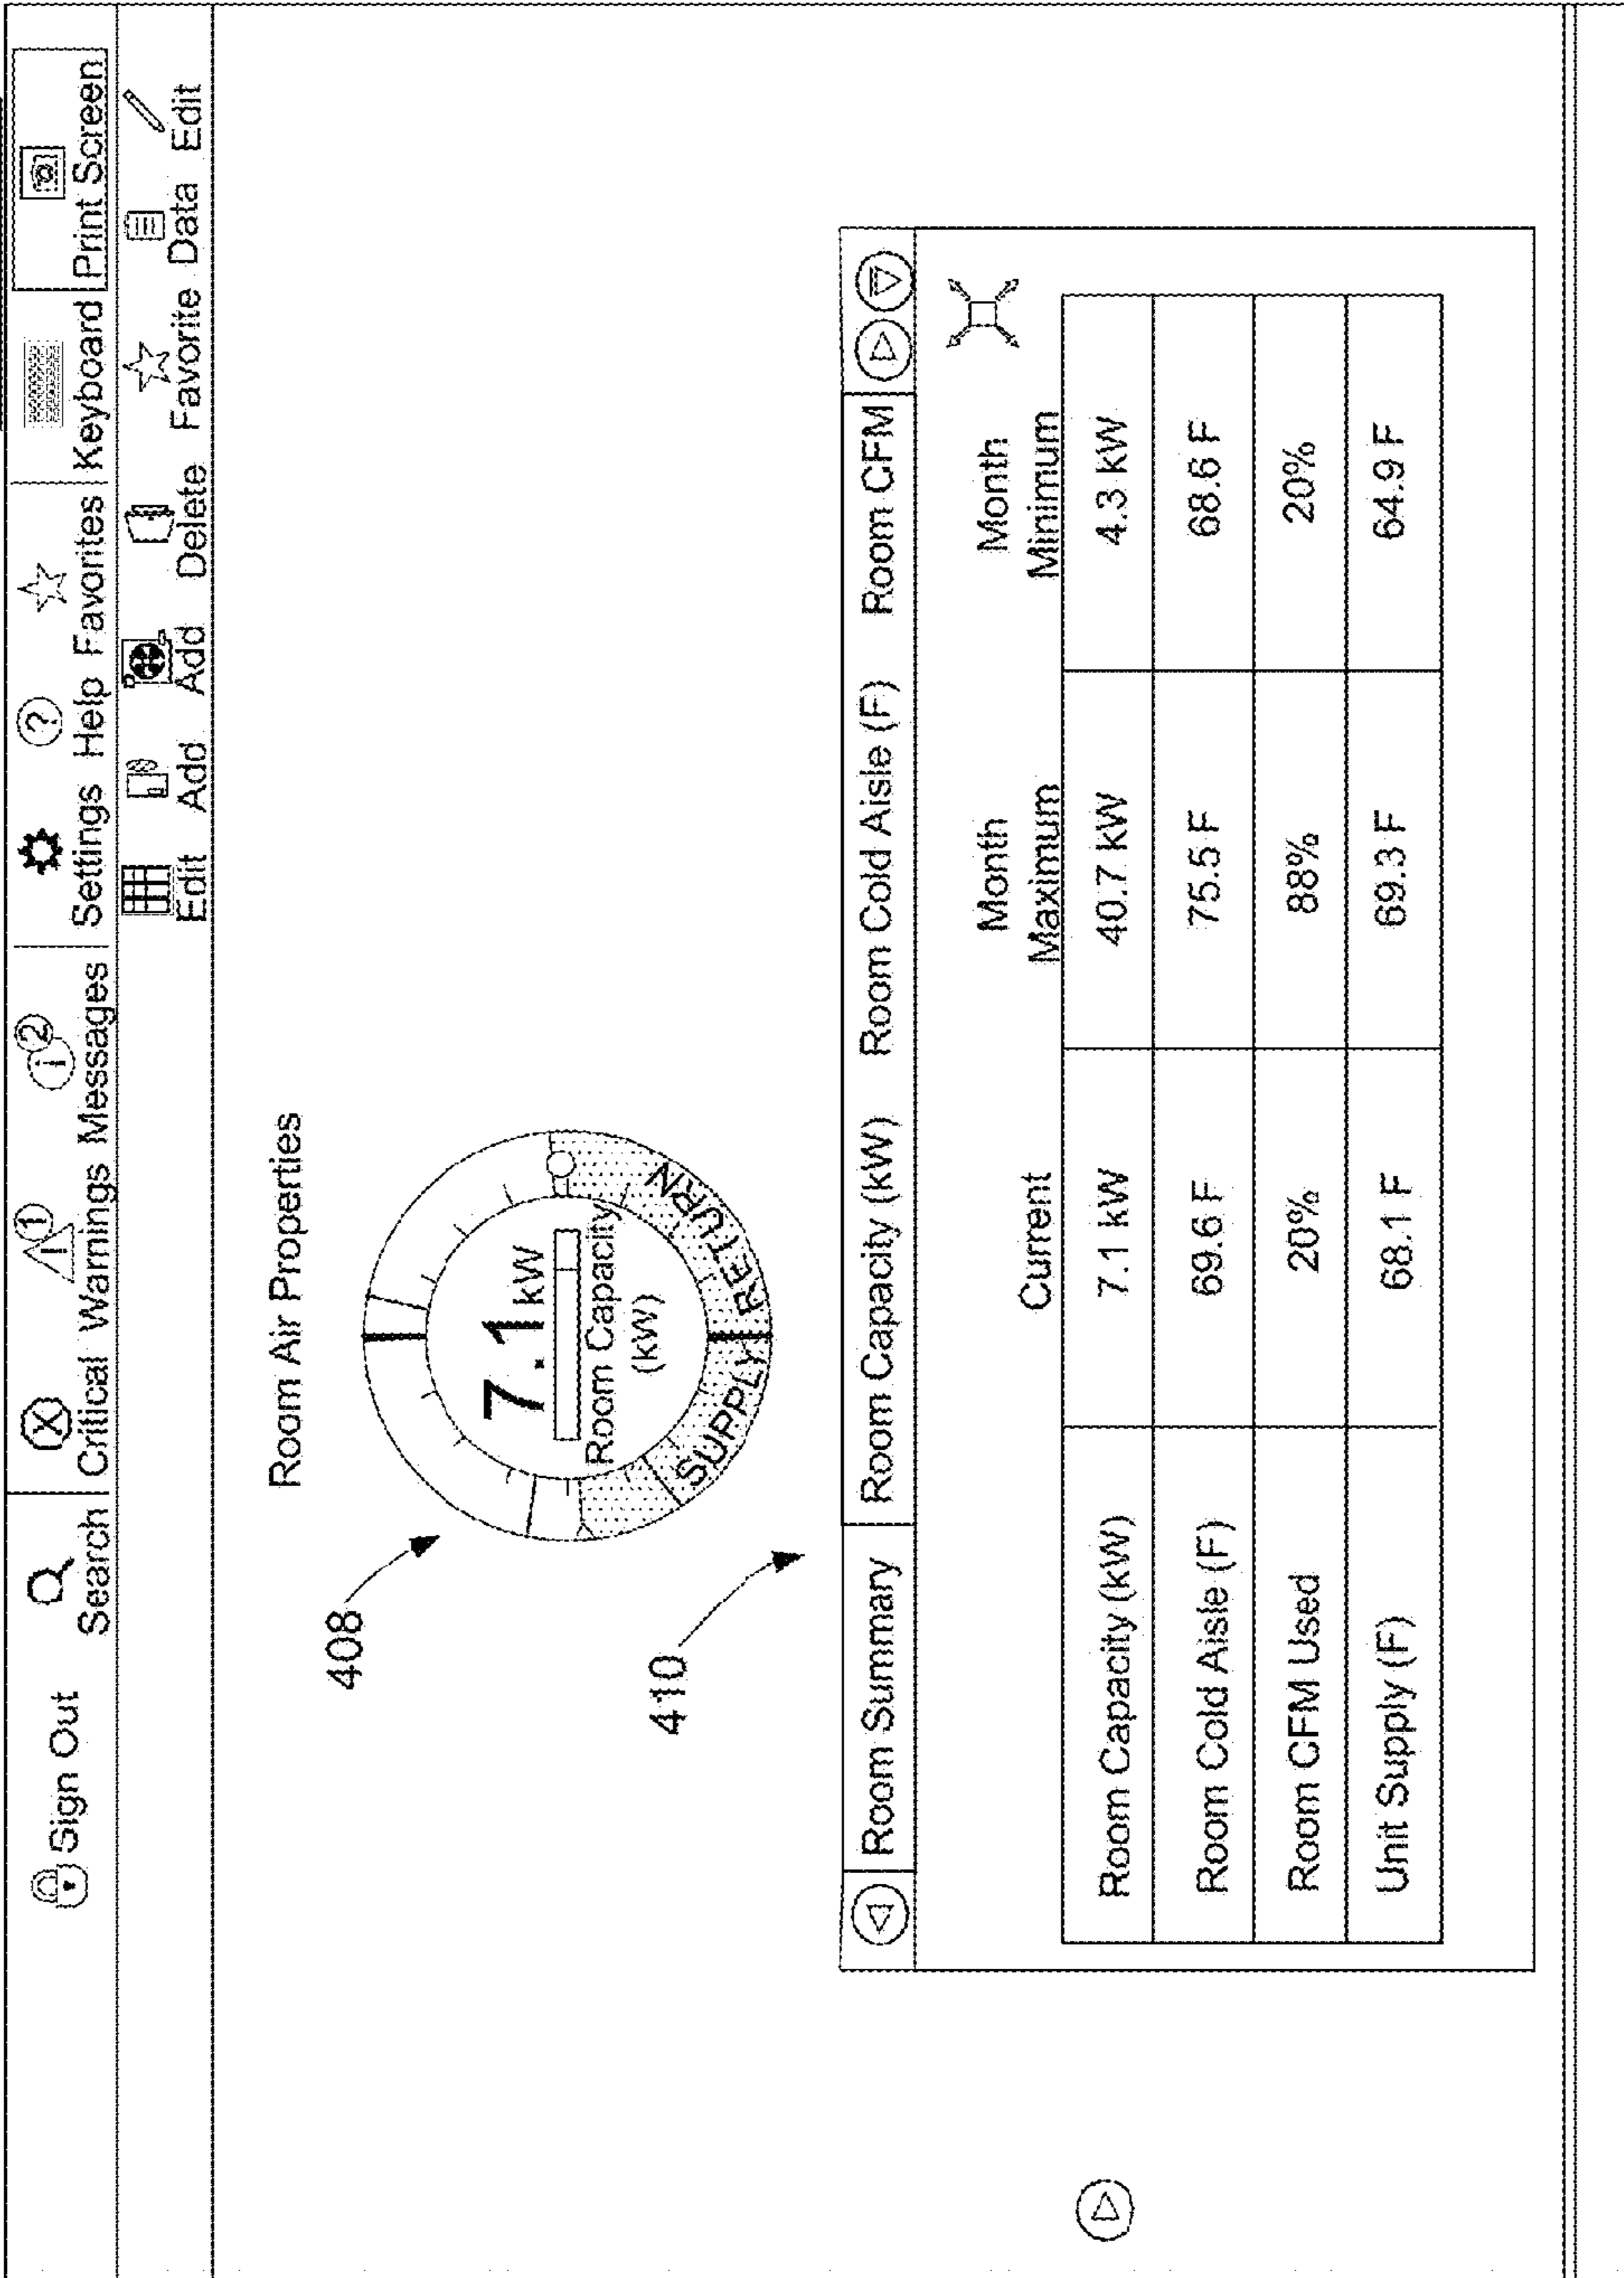 Sign Out
Search
Critical Warnings Messages
1
2
Settings Help Favorites
Keyboard
Print Screen
Edit Add Add Delete Favorite Data Edit
Room Air Properties
408
7.1 kW
Room Capacity
(kW)
SUPPLY RETURN
410
Room Summary Room Capacity (kW) Room Cold Aisle (F) Room CFM
Current Month Maximum Month Minimum
Room Capacity (kW) 7.1 kW 40.7 kW 4.3 kW
Room Cold Aisle (F) 69.6 F 75.5 F 68.6 F
Room CFM Used 20% 88% 20%
Unit Supply (F) 68.1 F 69.3 F 64.9 F